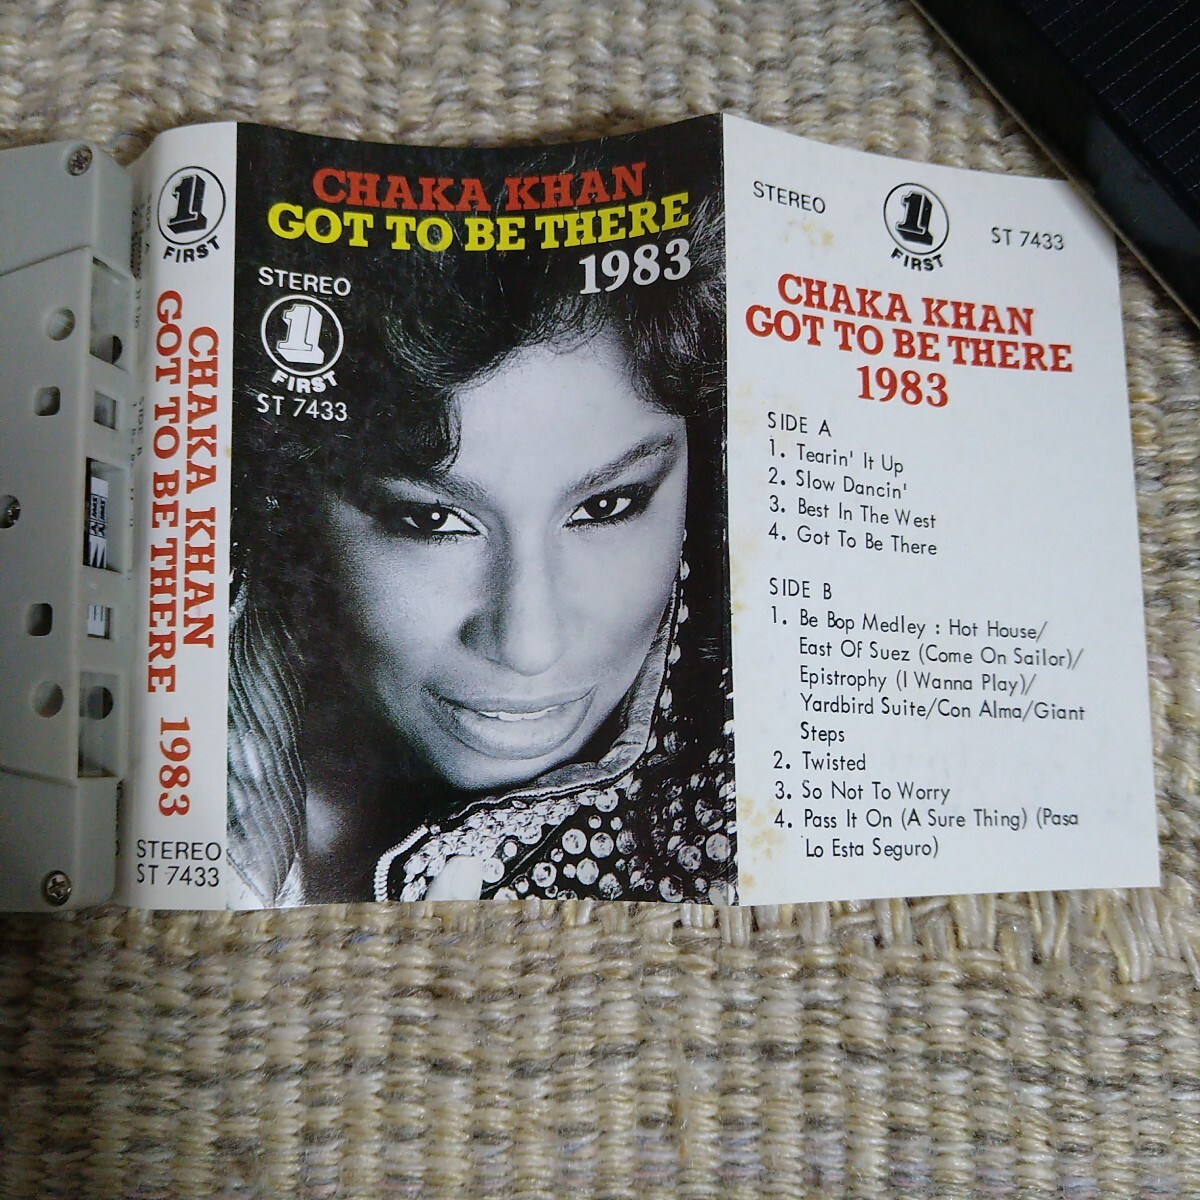 1
FIRST
CHAKA KHAN
GOT TO BE THERE 1983
STEREO
ST 7433
CHAKA KHAN
GOT TO BE THERE
1983
STEREO
1
FIRST
ST 7433
STEREO
1
FIRST
ST 7433
CHAKA KHAN
GOT TO BE THERE
1983
SIDE A
1. Tearin' It Up
2. Slow Dancin'
3. Best In The West
4. Got To Be There
SIDE B
1. Be Bop Medley : Hot House/
East Of Suez (Come On Sailor)/
Epistrophy (I Wanna Play)/
Yardbird Suite/Con Alma/Giant
Steps
2. Twisted
3. So Not To Worry
4. Pass It On (A Sure Thing) (Pasa
Lo Esta Seguro)